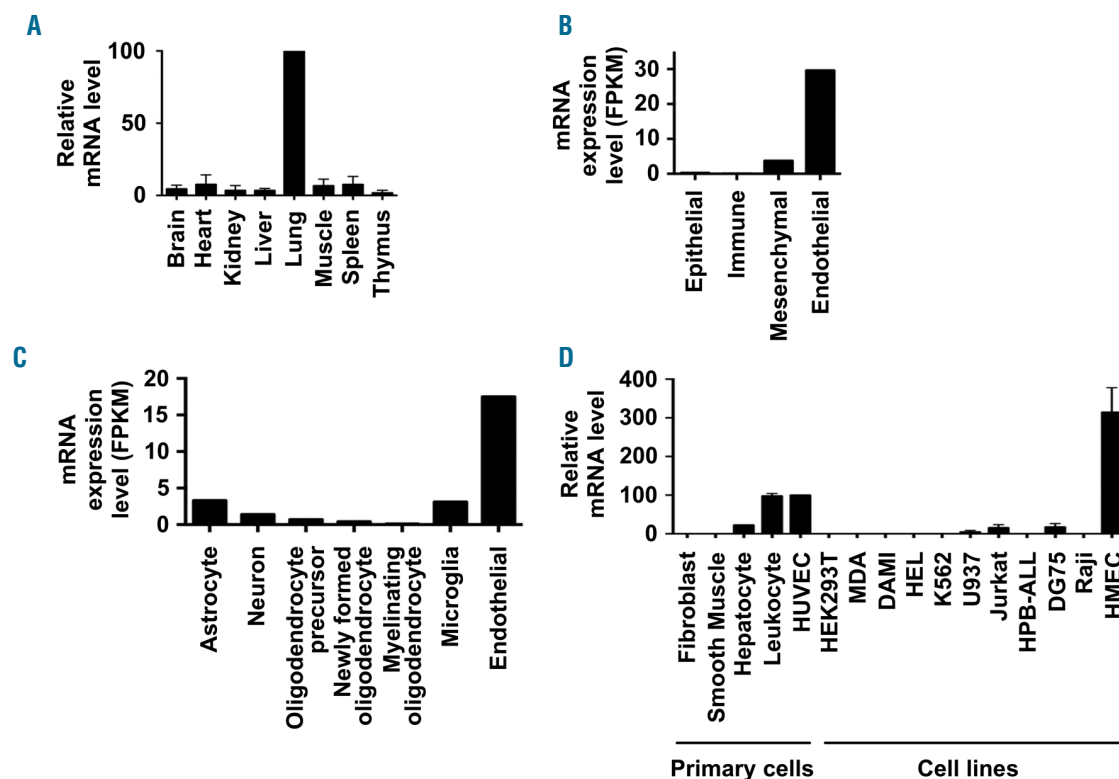 A
Relative
mRNA level
100
50
0
Brain
Heart
Kidney
Liver
Lung
Muscle
Spleen
Thymus
B
mRNA
expression
level (FPKM)
30
20
10
0
Epithelial
Immune
Mesenchymal
Endothelial
C
mRNA
expression
level (FPKM)
20
15
10
5
0
Astrocyte
Neuron
Oligodendrocyte
precursor
Newly formed
oligodendrocyte
Myelinating
oligodendrocyte
Microglia
Endothelial
D
Relative
mRNA level
400
300
200
100
0
Fibroblast
Smooth Muscle
Hepatocyte
Leukocyte
HUVEC
HEK293T
MDA
DAMI
HEL
K562
U937
Jurkat
HPB-ALL
DG75
Raji
HMEC
Primary cells
Cell lines